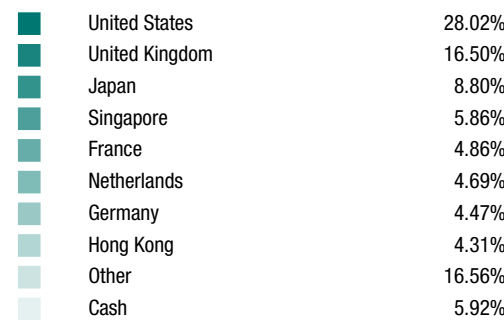 United States 28.02%
United Kingdom 16.50%
Japan 8.80%
Singapore 5.86%
France 4.86%
Netherlands 4.69%
Germany 4.47%
Hong Kong 4.31%
Other 16.56%
Cash 5.92%